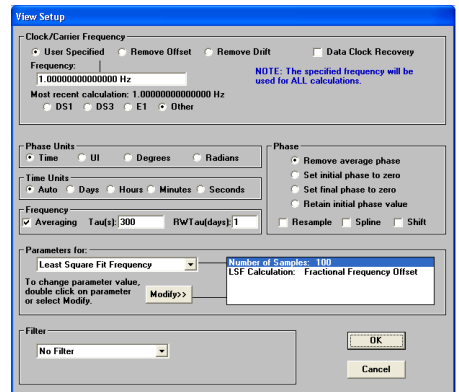 View Setup
Clock/Carrier Frequency
User Specified Remove Offset Remove Drift Data Clock Recovery
Frequency:
1.00000000000000 Hz
NOTE: The specified frequency will be
used for ALL calculations.
Most recent calculation: 1.00000000000000 Hz
DS1 DS3 E1 Other
Phase Units
Time UI Degrees Radians
Time Units
Auto Days Hours Minutes Seconds
Frequency
Averaging Tau(s): 300 RWTau(days): 1
Phase
Remove average phase
Set initial phase to zero
Set final phase to zero
Retain initial phase value
Resample Spline Shift
Parameters for:
Least Square Fit Frequency
To change parameter value,
double click on parameter
or select Modify.
Modify>>
Number of Samples: 100
LSF Calculation: Fractional Frequency Offset
Filter
No Filter
OK
Cancel